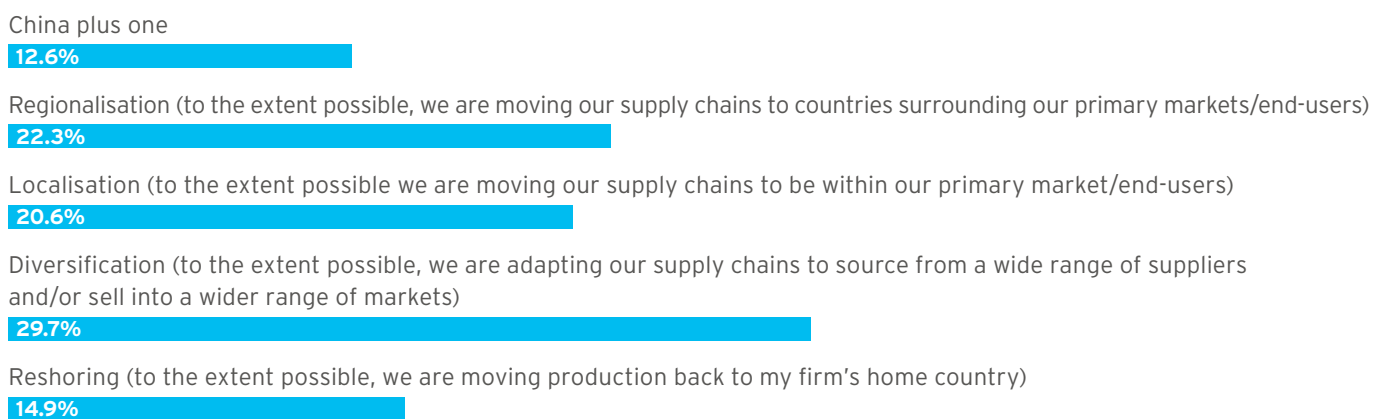 China plus one
12.6%
Regionalisation (to the extent possible, we are moving our supply chains to countries surrounding our primary markets/end-users)
22.3%
Localisation (to the extent possible we are moving our supply chains to be within our primary market/end-users)
20.6%
Diversification (to the extent possible, we are adapting our supply chains to source from a wide range of suppliers
and/or sell into a wider range of markets)
29.7%
Reshoring (to the extent possible, we are moving production back to my firm's home country)
14.9%